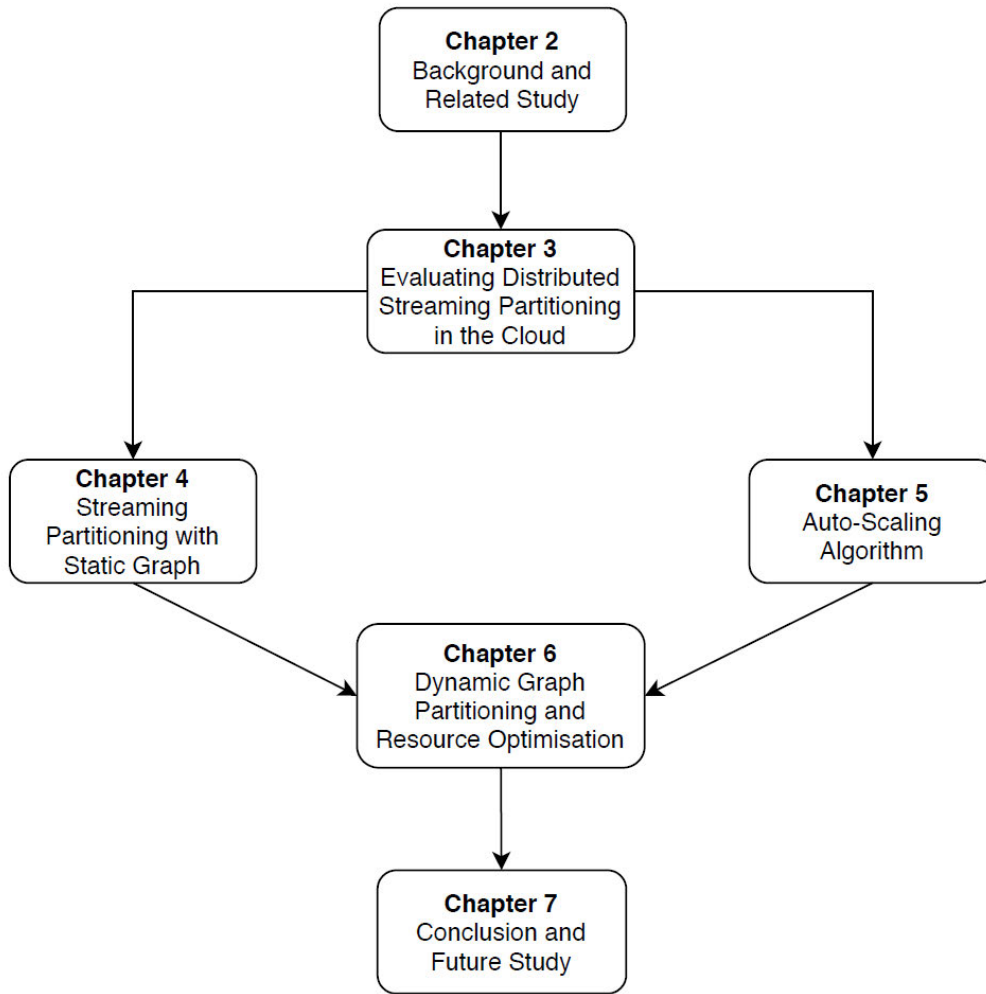 Chapter 2
Background and
Related Study
Chapter 3
Evaluating Distributed
Streaming Partitioning
in the Cloud
Chapter 4
Streaming
Partitioning with
Static Graph
Chapter 5
Auto-Scaling
Algorithm
Chapter 6
Dynamic Graph
Partitioning and
Resource Optimisation
Chapter 7
Conclusion and
Future Study